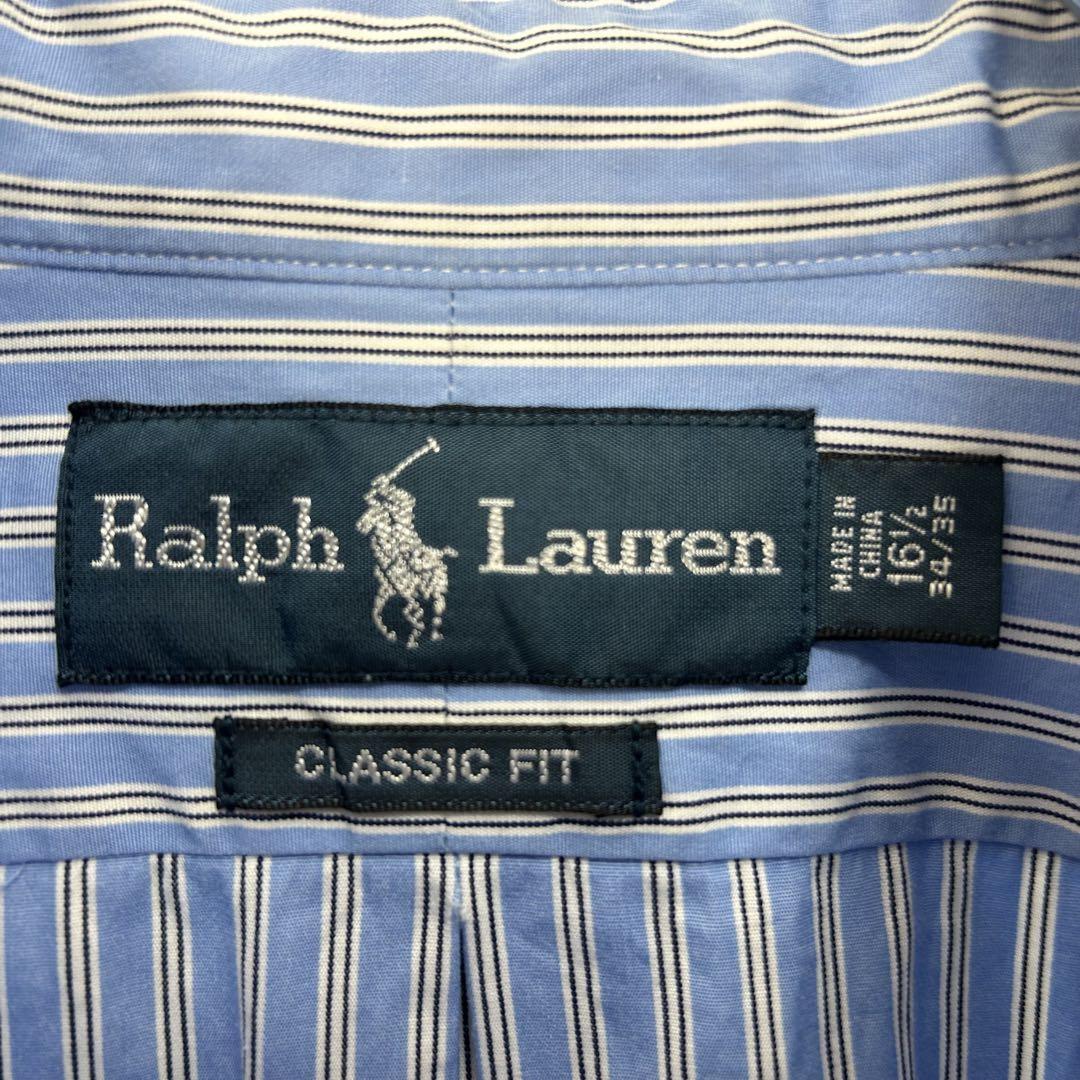 Ralph Lauren
MADE IN
CHINA
16½
34/35
CLASSIC FIT